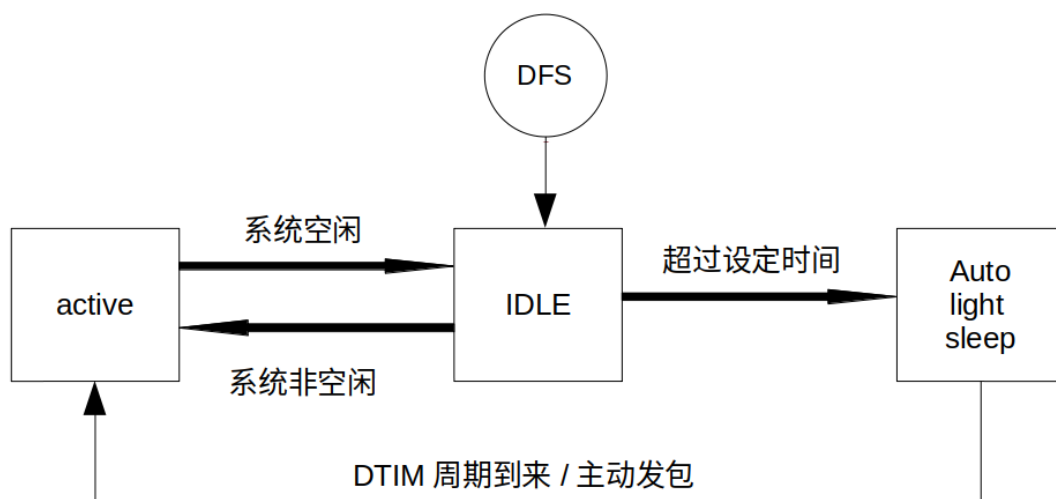 DFS
系统空闲
active
系统非空闲
IDLE
超过设定时间
Auto
light
sleep
DTIM 周期到来 / 主动发包